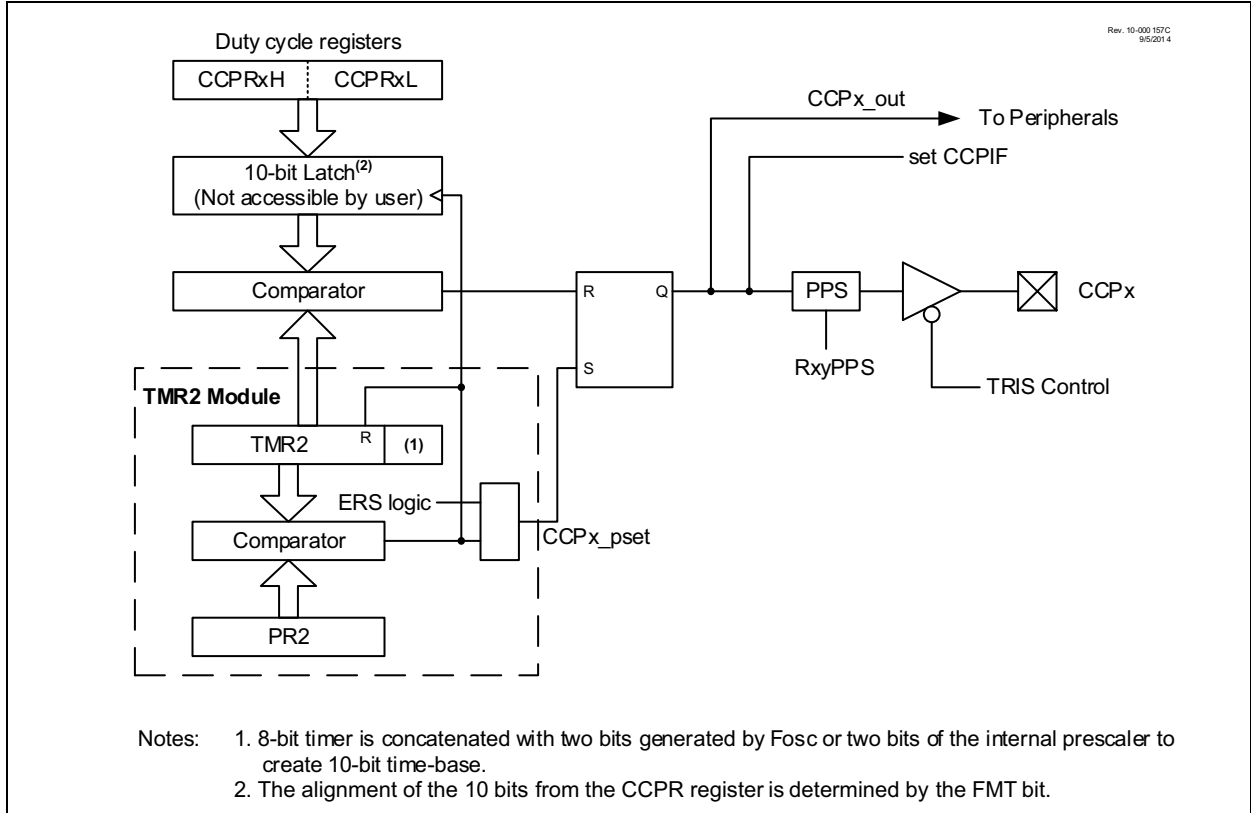 Rev. 10-000 157C
9/5/201 4
Duty cycle registers
CCPRxH CCPRxL
CCPx_out
To Peripherals
set CCPIF
10-bit Latch(2)
(Not accessible by user)
Comparator
R Q
S
PPS
CCPx
RxyPPS
TRIS Control
TMR2 Module
TMR2 R (1)
ERS logic
CCPx_pset
Comparator
PR2
Notes: 1. 8-bit timer is concatenated with two bits generated by Fosc or two bits of the internal prescaler to
create 10-bit time-base.
2. The alignment of the 10 bits from the CCPR register is determined by the FMT bit.